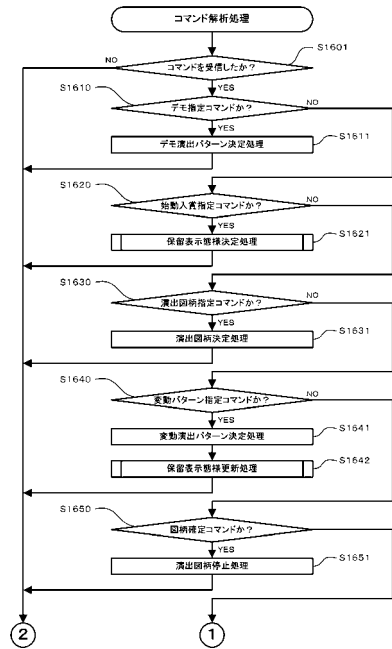 コマンド解析処理
S1601
コマンドを受信したか？
NO
YES
S1610
デモ指定コマンドか？
NO
YES
デモ演出パターン決定処理
S1611
S1620
始動入賞指定コマンドか？
NO
YES
保留表示態様決定処理
S1621
S1630
演出図柄指定コマンドか？
NO
YES
演出図柄決定処理
S1631
S1640
変動パターン指定コマンドか？
NO
YES
変動演出パターン決定処理
S1641
保留表示態様更新処理
S1642
S1650
図柄確定コマンドか？
NO
YES
演出図柄停止処理
S1651
2
1